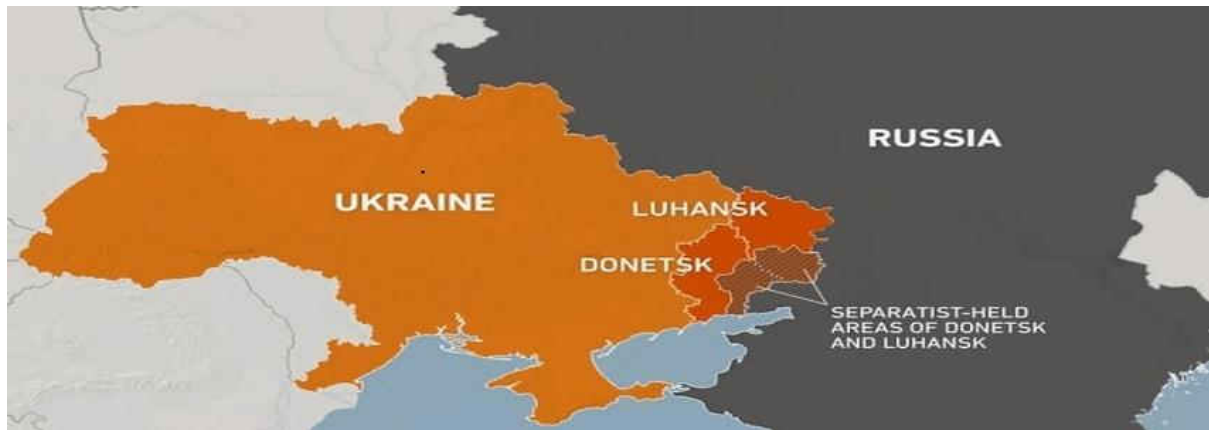 RUSSIA
UKRAINE
LUHANSK
DONETSK
SEPARATIST-HELD
AREAS OF DONETSK
AND LUHANSK